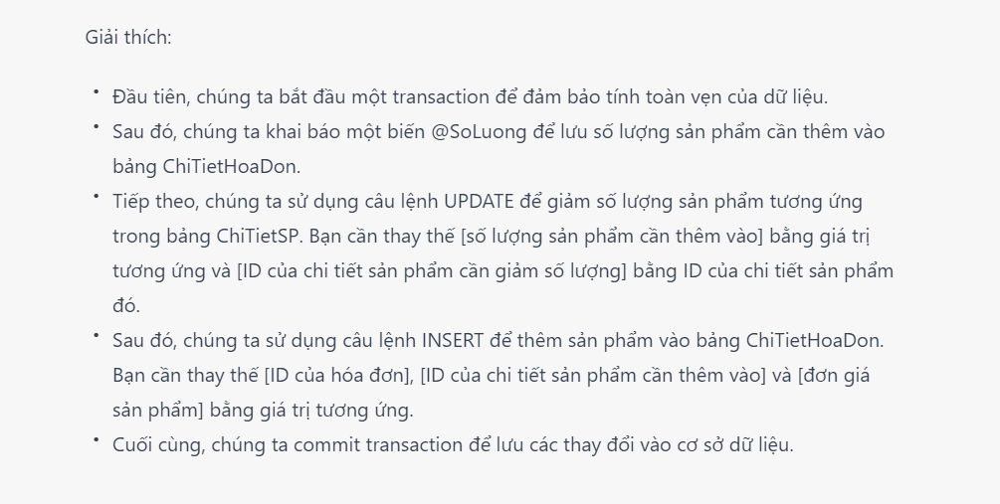 Giải thích:
• Đầu tiên, chúng ta bắt đầu một transaction để đảm bảo tính toàn vẹn của dữ liệu.
• Sau đó, chúng ta khai báo một biến @SoLuong để lưu số lượng sản phẩm cần thêm vào
bảng ChiTietHoaDon.
• Tiếp theo, chúng ta sử dụng câu lệnh UPDATE để giảm số lượng sản phẩm tương ứng
trong bảng ChiTietSP. Bạn cần thay thế [số lượng sản phẩm cần thêm vào] bằng giá trị
tương ứng và [ID của chi tiết sản phẩm cần giảm số lượng] bằng ID của chi tiết sản phẩm
đó.
• Sau đó, chúng ta sử dụng câu lệnh INSERT để thêm sản phẩm vào bảng ChiTietHoaDon.
Bạn cần thay thế [ID của hóa đơn], [ID của chi tiết sản phẩm cần thêm vào] và [đơn giá
sản phẩm] bằng giá trị tương ứng.
• Cuối cùng, chúng ta commit transaction để lưu các thay đổi vào cơ sở dữ liệu.